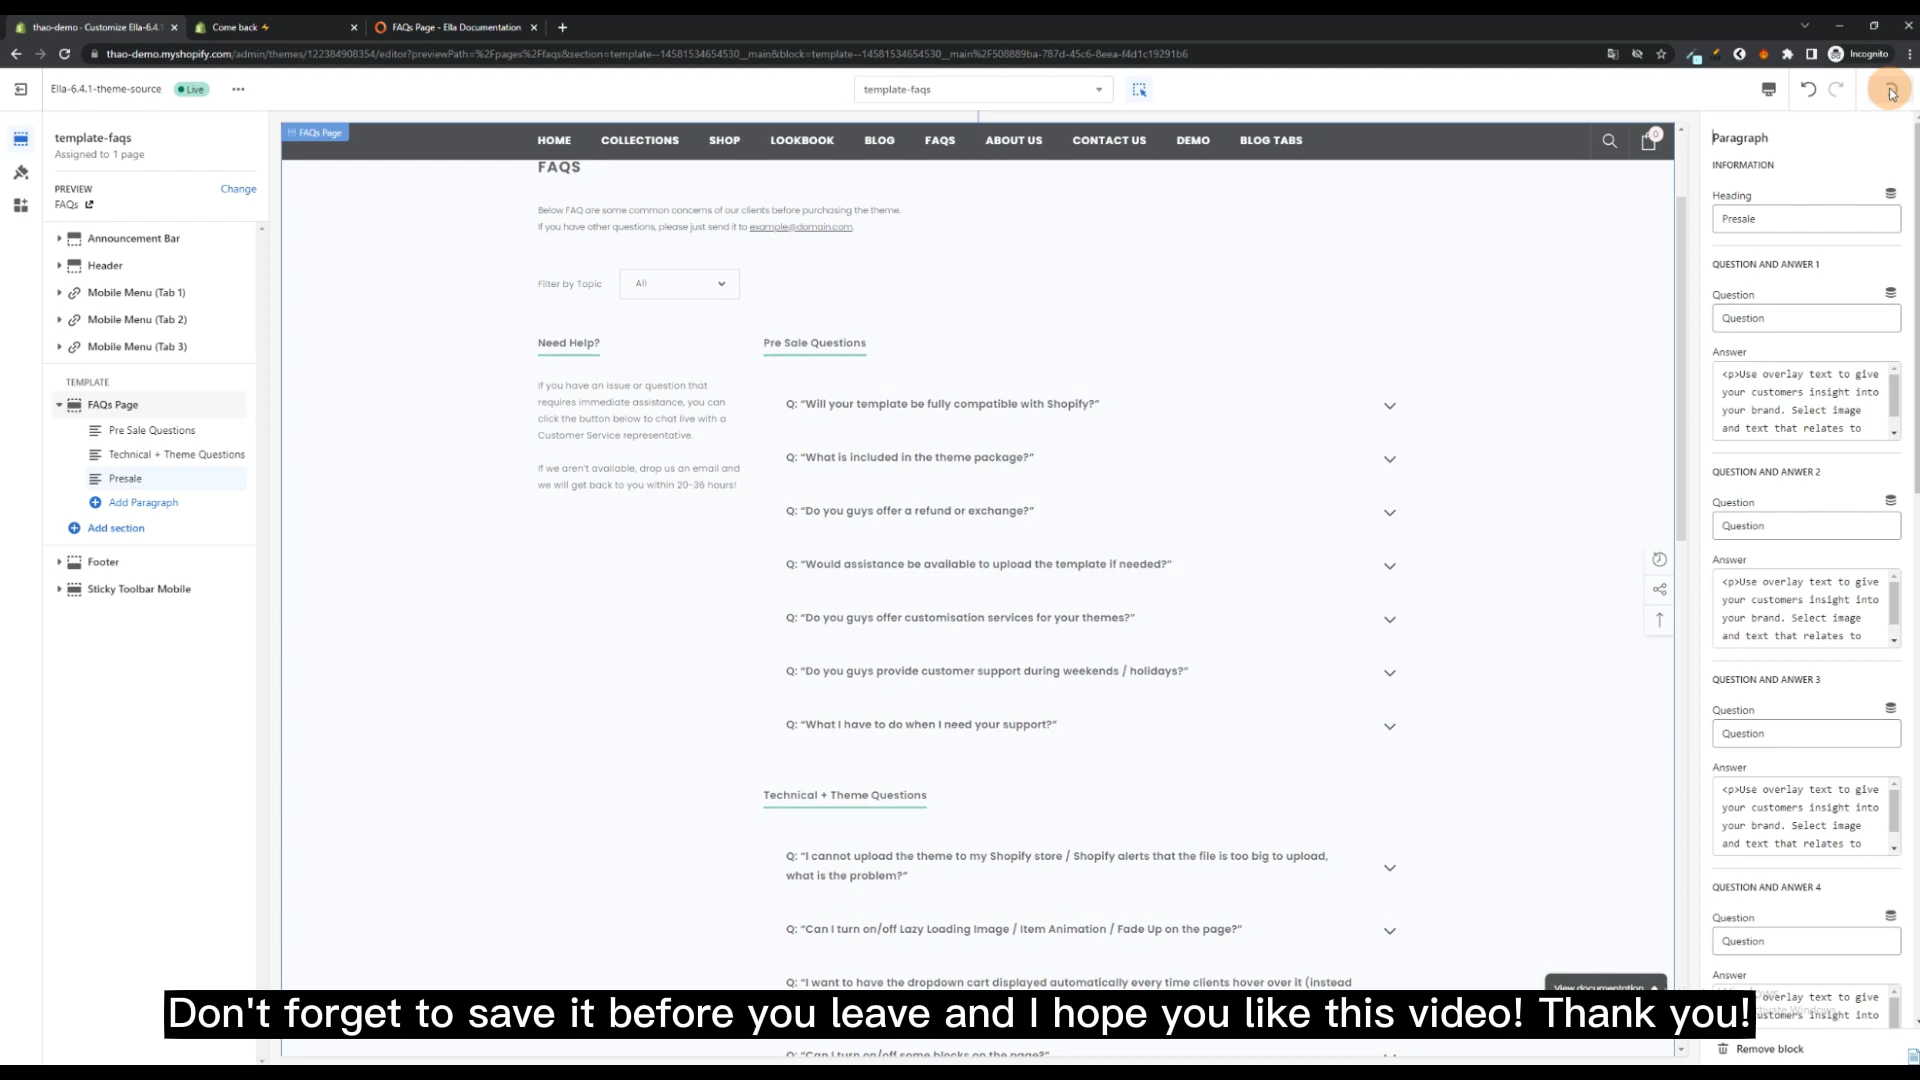 thao-demo - Customize Ella-6.4.1
Come back
FAQs Page - Ella Documentation
thao-demo.myshopify.com/admin/themes/122384908354/editor?previewPath=%2Fpages%2Ffaqs&section=template--14581534654530__main&block=template--14581534654530__main%2F508889ba-787d-45c6-8eea-f4d1c19291b6
Incognito
Ella-6.4.1-theme-source
Live
template-faqs
template-faqs
Assigned to 1 page
PREVIEW
Change
FAQs
Announcement Bar
Header
Mobile Menu (Tab 1)
Mobile Menu (Tab 2)
Mobile Menu (Tab 3)
TEMPLATE
FAQs Page
Pre Sale Questions
Technical + Theme Questions
Presale
Add Paragraph
Add section
Footer
Sticky Toolbar Mobile
FAQs Page
HOME COLLECTIONS SHOP LOOKBOOK BLOG FAQS ABOUT US CONTACT US DEMO BLOG TABS
0
FAQS
Below FAQ are some common concerns of our clients before purchasing the theme.
If you have other questions, please just send it to example@domain.com.
Filter by Topic
All
Need Help?
If you have an issue or question that
requires immediate assistance, you can
click the button below to chat live with a
Customer Service representative.
If we aren't available, drop us an email and
we will get back to you within 20-36 hours!
Pre Sale Questions
Q: “Will your template be fully compatible with Shopify?”
Q: “What is included in the theme package?”
Q: “Do you guys offer a refund or exchange?”
Q: “Would assistance be available to upload the template if needed?”
Q: “Do you guys offer customisation services for your themes?”
Q: “Do you guys provide customer support during weekends / holidays?”
Q: “What I have to do when I need your support?”
Technical + Theme Questions
Q: “I cannot upload the theme to my Shopify store / Shopify alerts that the file is too big to upload,
what is the problem?”
Q: “Can I turn on/off Lazy Loading Image / Item Animation / Fade Up on the page?”
Q: “I want to have the dropdown cart displayed automatically every time clients hover over it (instead
Q: “Can I turn on/off some blocks on the page?”
View documentation
Paragraph
INFORMATION
Heading
Presale
QUESTION AND ANWER 1
Question
Question
Answer
<p>Use overlay text to give
your customers insight into
your brand. Select image
and text that relates to
QUESTION AND ANWER 2
Question
Question
Answer
<p>Use overlay text to give
your customers insight into
your brand. Select image
and text that relates to
QUESTION AND ANWER 3
Question
Question
Answer
<p>Use overlay text to give
your customers insight into
your brand. Select image
and text that relates to
QUESTION AND ANWER 4
Question
Question
Answer
overlay text to give
customers insight into
Remove block
Don't forget to save it before you leave and I hope you like this video! Thank you!